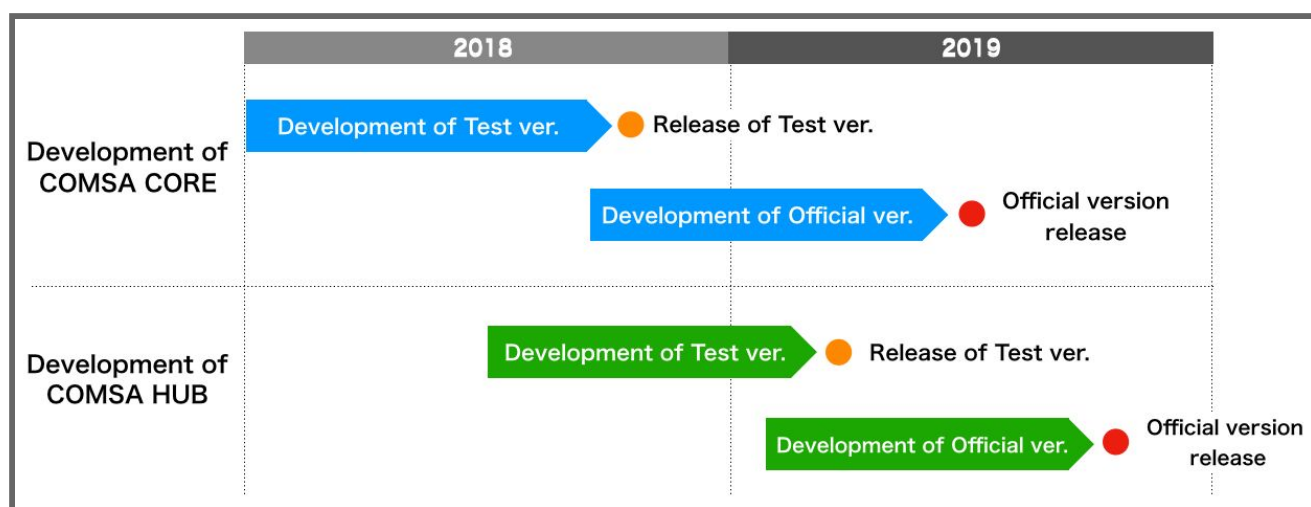 2018
2019
Development of
COMSA CORE
Development of Test ver.
Release of Test ver.
Development of Official ver.
Official version
release
Development of
COMSA HUB
Development of Test ver.
Release of Test ver.
Development of Official ver.
Official version
release